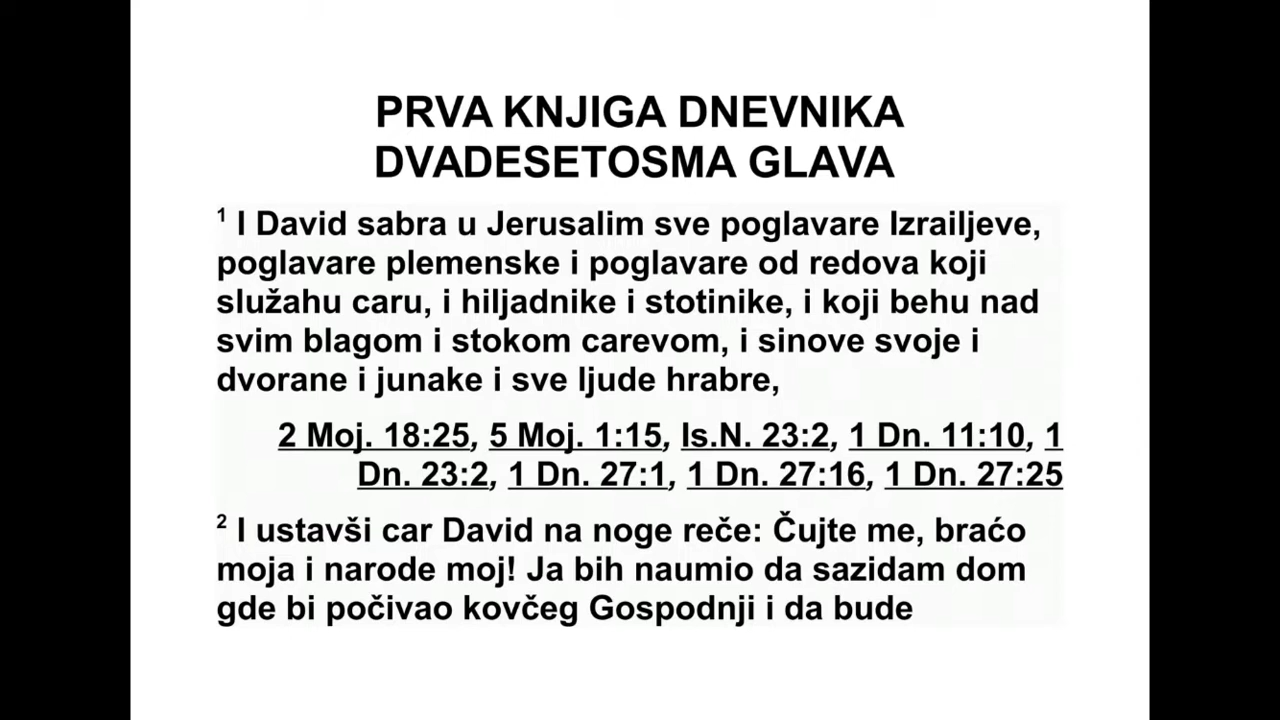 PRVA KNJIGA DNEVNIKA
DVADESETOSMA GLAVA
1 I David sabra u Jerusalim sve poglavare Izrailjeve,
poglavare plemenske i poglavare od redova koji
služahu caru, i hiljadnike i stotinike, i koji behu nad
svim blagom i stokom carevom, i sinove svoje i
dvorane i junake i sve ljude hrabre,
2 Moj. 18:25, 5 Moj. 1:15, Is.N. 23:2, 1 Dn. 11:10, 1
Dn. 23:2, 1 Dn. 27:1, 1 Dn. 27:16, 1 Dn. 27:25
2 I ustavši car David na noge reče: Čujte me, braćo
moja i narode moj! Ja bih naumio da sazidam dom
gde bi počivao kovčeg Gospodnji i da bude